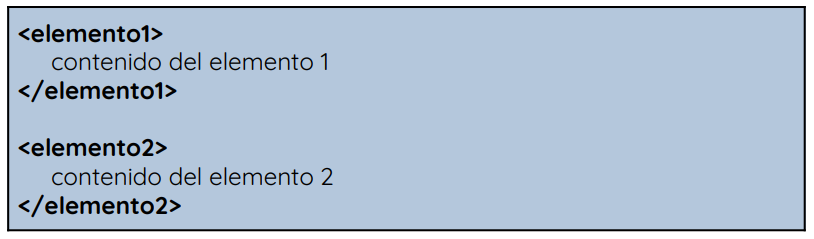 <elemento1>
contenido del elemento 1
</elemento1>
<elemento2>
contenido del elemento 2
</elemento2>